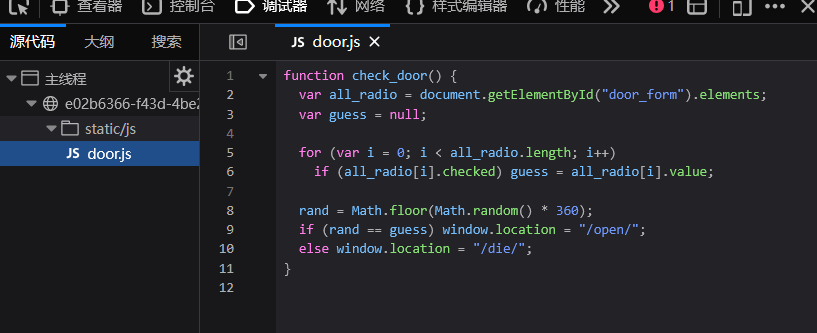 查看器 控制台 调试器 网络 样式编辑器 性能 1
源代码 大纲 搜索 JS door.js
主线程
e02b6366-f43d-4be2
static/js
JS door.js
1 function check_door() {
2 var all_radio = document.getElementById("door_form").elements;
3 var guess = null;
4
5 for (var i = 0; i < all_radio.length; i++)
6 if (all_radio[i].checked) guess = all_radio[i].value;
7
8 rand = Math.floor(Math.random() * 360);
9 if (rand == guess) window.location = "/open/";
10 else window.location = "/die/";
11 }
12